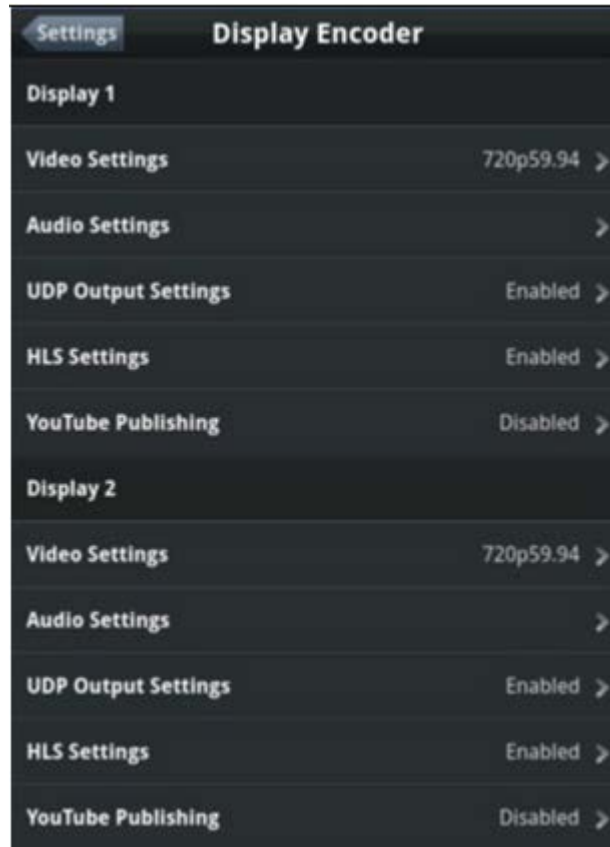 Settings
Display Encoder
Display 1
Video Settings 720p59.94
Audio Settings
UDP Output Settings Enabled
HLS Settings Enabled
YouTube Publishing Disabled
Display 2
Video Settings 720p59.94
Audio Settings
UDP Output Settings Enabled
HLS Settings Enabled
YouTube Publishing Disabled